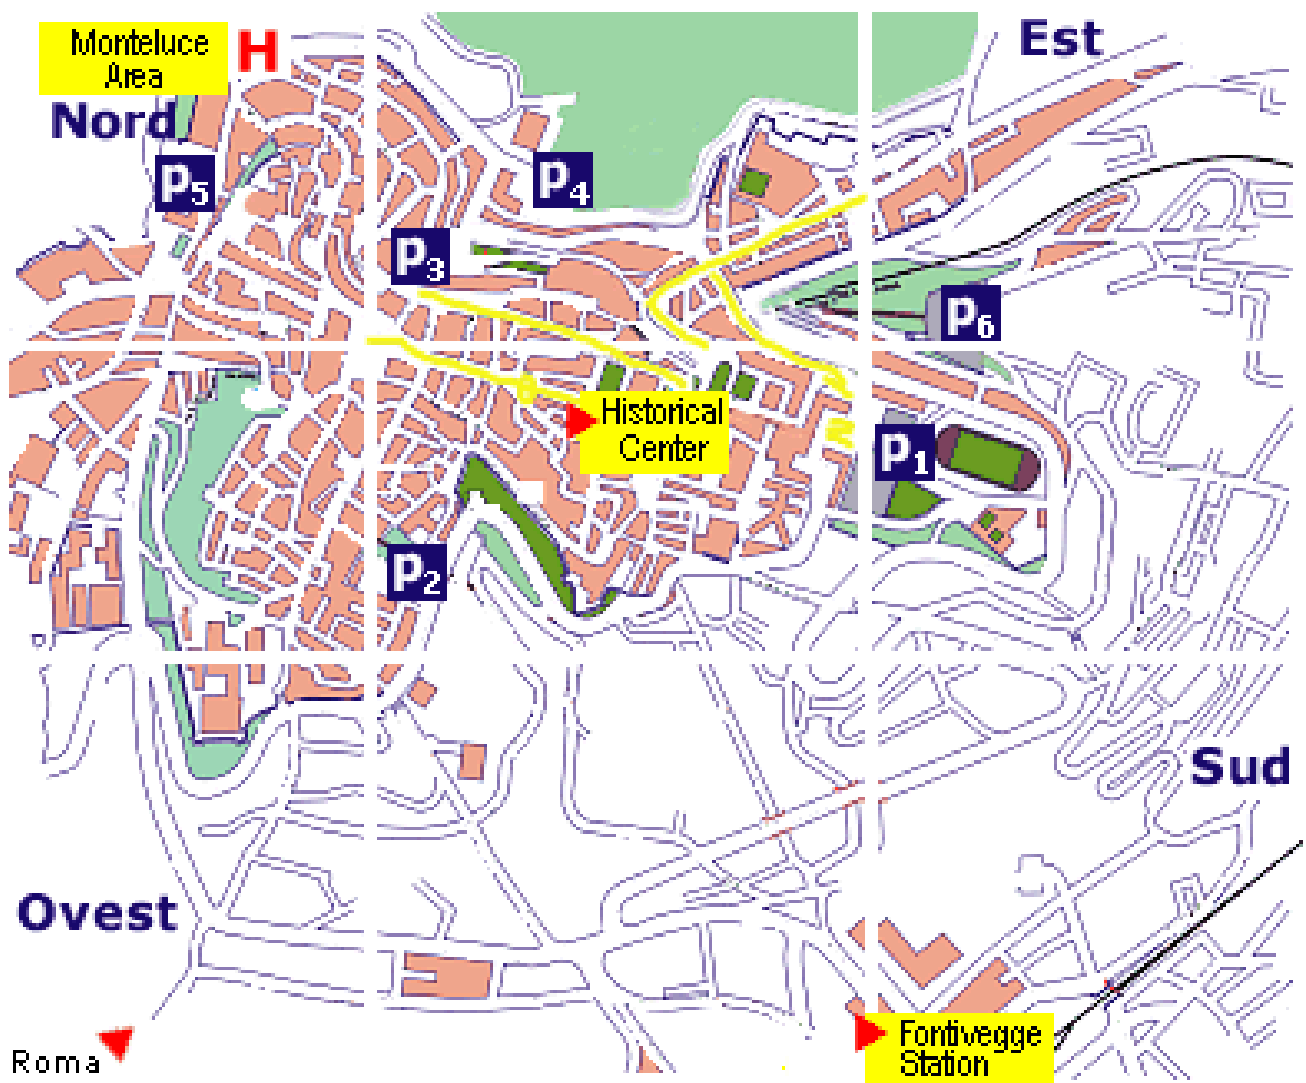 Monteluce
Area
H
Est
Nord
P5
P4
P3
P6
Historical
Center
P1
P2
Sud
Ovest
Roma
Fontivegge
Station